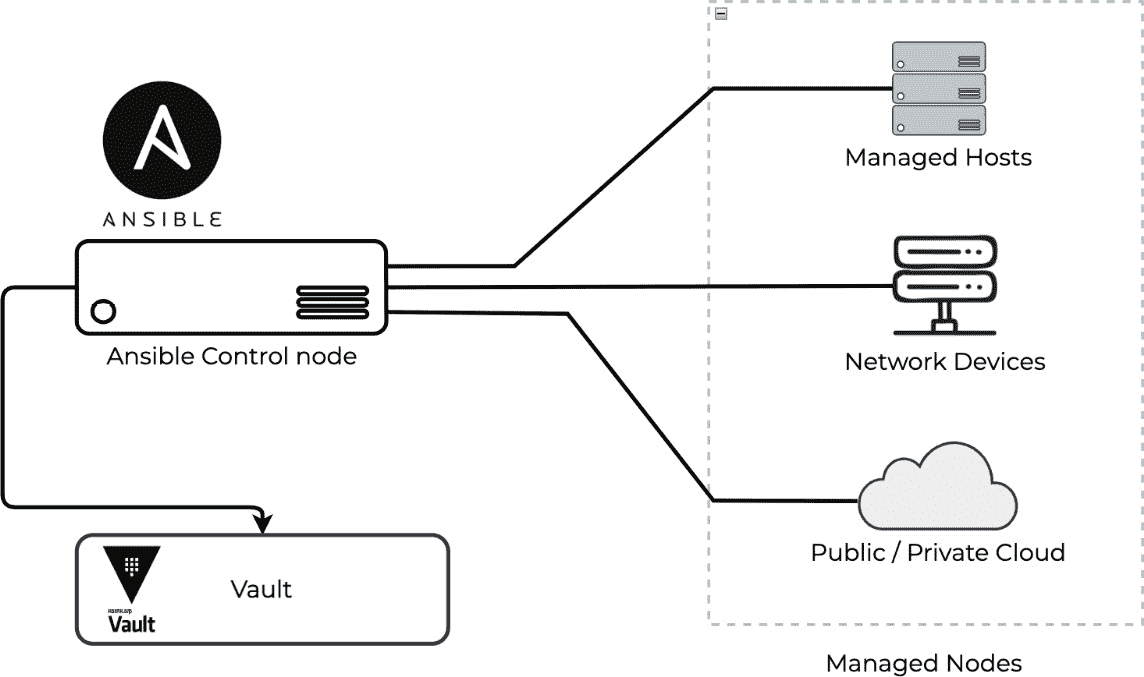 ANSIBLE
Ansible Control node
Managed Hosts
Network Devices
Public / Private Cloud
Managed Nodes
HashiCorp
Vault
Vault